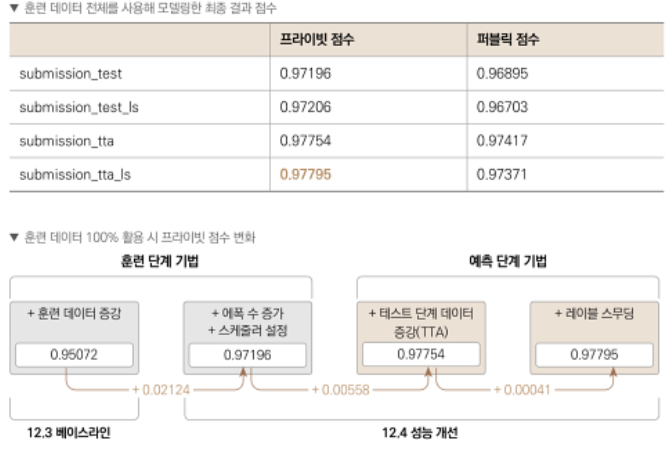 ▼ 훈련 데이터 전체를 사용해 모델링한 최종 결과 점수
프라이빗 점수 퍼블릭 점수
submission_test 0.97196 0.96895
submission_test_ls 0.97206 0.96703
submission_tta 0.97754 0.97417
submission_tta_ls 0.97795 0.97371
▼ 훈련 데이터 100% 활용 시 프라이빗 점수 변화
훈련 단계 기법 예측 단계 기법
+ 훈련 데이터 증강
0.95072
+ 에폭 수 증가
+ 스케줄러 설정
0.97196
+ 테스트 단계 데이터
증강(TTA)
0.97754
+ 레이블 스무딩
0.97795
+ 0.02124 + 0.00558 + 0.00041
12.3 베이스라인 12.4 성능 개선